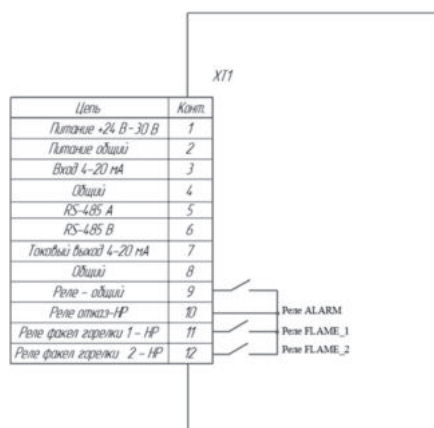 XT1
Цепь Конт.
Питание +24 В-30 В 1
Питание общий 2
Вход 4-20 мА 3
Общий 4
RS-485 А 5
RS-485 В 6
Токовый выход 4-20 мА 7
Общий 8
Реле - общий 9
Реле отказ-НР 10 Реле ALARM
Реле факел горелки 1 - НР 11 Реле FLAME_1
Реле факел горелки 2 - НР 12 Реле FLAME_2